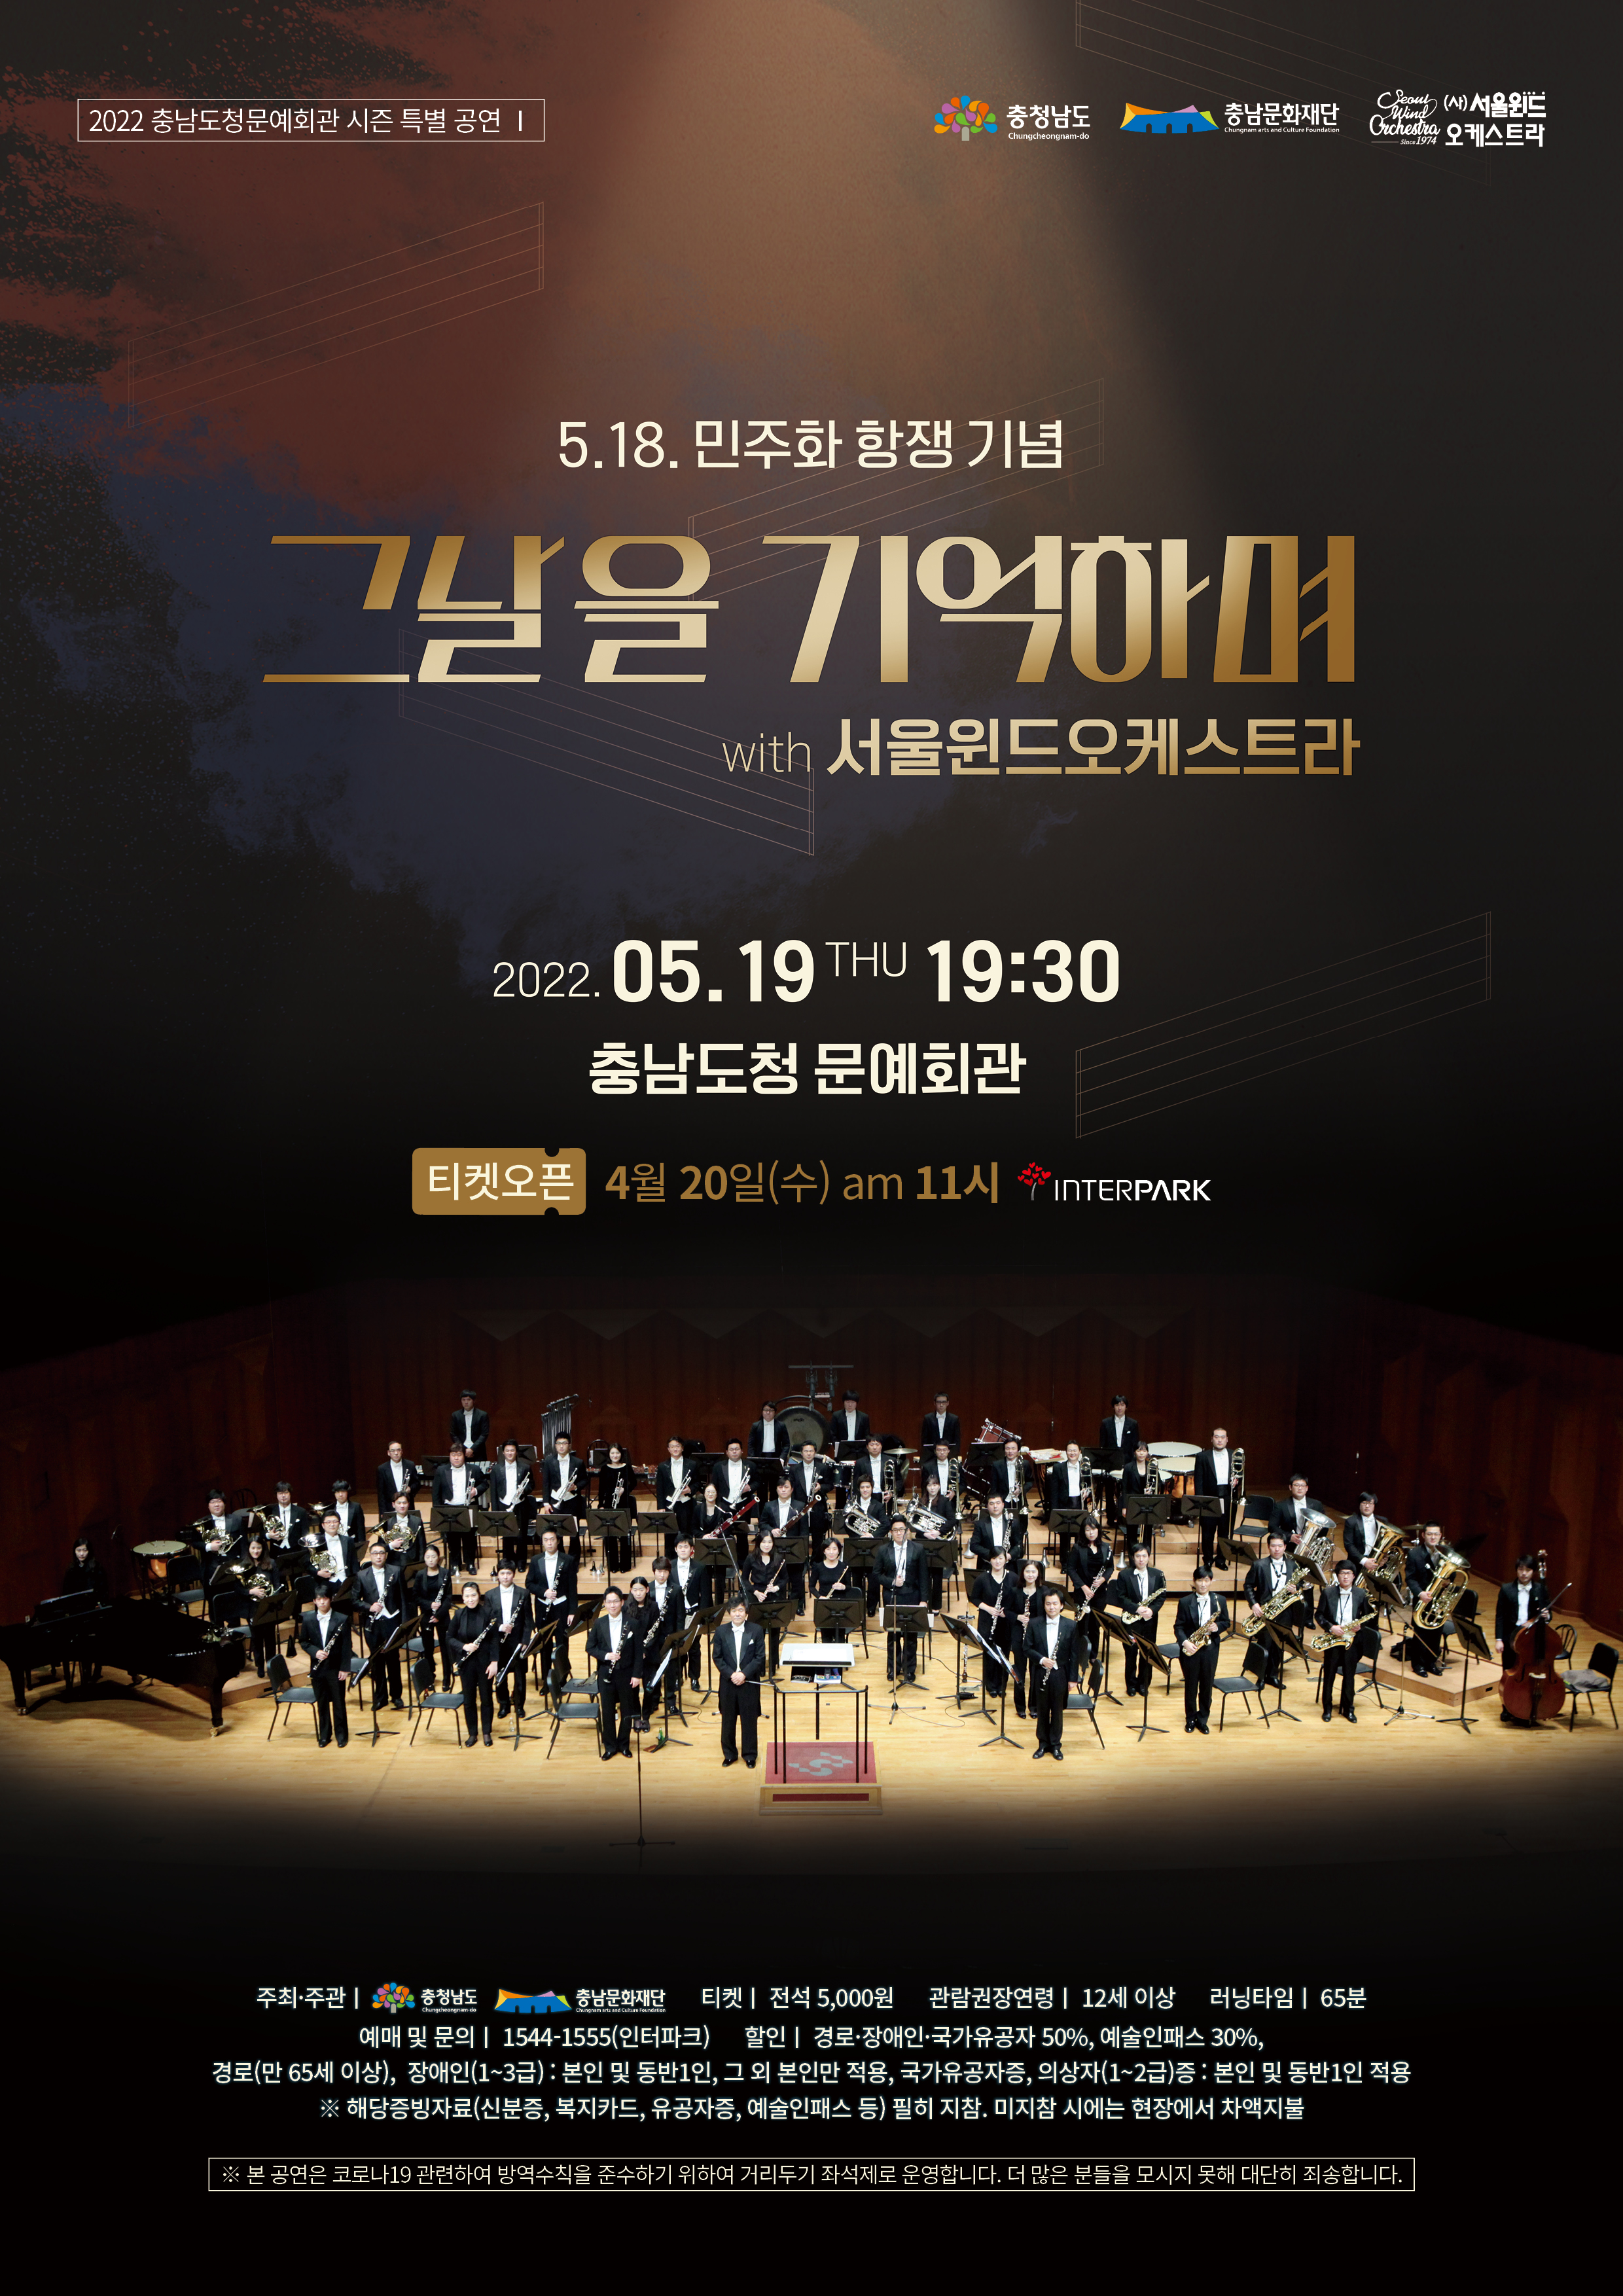 2022 충남도청문예회관 시즌 특별 공연 Ⅰ
충청남도
Chungcheongnam-do
충남문화재단
Chungnam arts and Culture Foundation
Seoul Wind Orchestra Since 1974
(사)서울윈드오케스트라
5.18. 민주화 항쟁 기념
그날을 기억하며
with 서울윈드오케스트라
2022. 05. 19 THU 19:30
충남도청 문예회관
티켓오픈 4월 20일(수) am 11시 INTERPARK
주최·주관ㅣ 충청남도 Chungcheongnam-do 충남문화재단 Chungnam arts and Culture Foundation 티켓ㅣ 전석 5,000원 관람권장연령ㅣ 12세 이상 러닝타임ㅣ 65분
예매 및 문의ㅣ 1544-1555(인터파크) 할인ㅣ 경로·장애인·국가유공자 50%, 예술인패스 30%,
경로(만 65세 이상), 장애인(1~3급) : 본인 및 동반1인, 그 외 본인만 적용, 국가유공자증, 의상자(1~2급)증 : 본인 및 동반1인 적용
※ 해당증빙자료(신분증, 복지카드, 유공자증, 예술인패스 등) 필히 지참. 미지참 시에는 현장에서 차액지불
※ 본 공연은 코로나19 관련하여 방역수칙을 준수하기 위하여 거리두기 좌석제로 운영합니다. 더 많은 분들을 모시지 못해 대단히 죄송합니다.